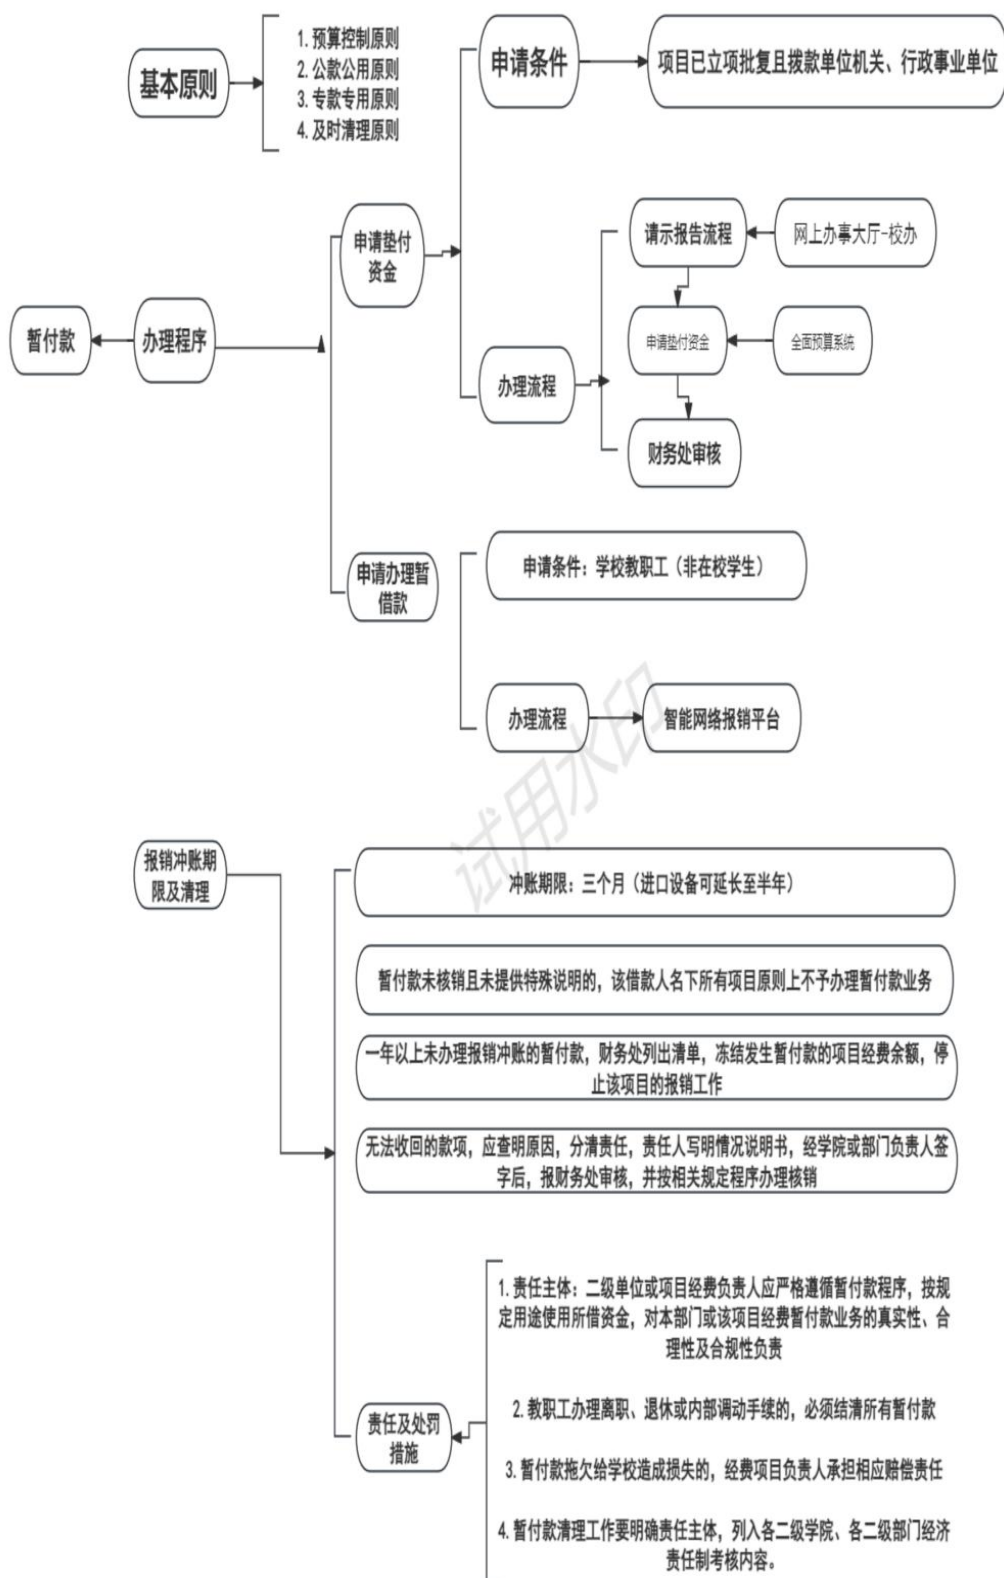 基本原则
1. 预算控制原则
2. 公款公用原则
3. 专款专用原则
4. 及时清理原则
申请条件
项目已立项批复且拨款单位机关、行政事业单位
暂付款
办理程序
申请垫付
资金
办理流程
请示报告流程
网上办事大厅-校办
申请垫付资金
全面预算系统
财务处审核
申请办理暂
借款
申请条件：学校教职工（非在校学生）
办理流程
智能网络报销平台
试用水印
报销冲账期
限及清理
冲账期限：三个月（进口设备可延长至半年）
暂付款未核销且未提供特殊说明的，该借款人名下所有项目原则上不予办理暂付款业务
一年以上未办理报销冲账的暂付款，财务处列出清单，冻结发生暂付款的项目经费余额，停
止该项目的报销工作
无法收回的款项，应查明原因，分清责任，责任人写明情况说明书，经学院或部门负责人签
字后，报财务处审核，并按相关规定程序办理核销
责任及处罚
措施
1. 责任主体：二级单位或项目经费负责人应严格遵循暂付款程序，按规
定用途使用所借资金，对本部门或该项目经费暂付款业务的真实性、合
理性及合规性负责
2. 教职工办理离职、退休或内部调动手续的，必须结清所有暂付款
3. 暂付款拖欠给学校造成损失的，经费项目负责人承担相应赔偿责任
4. 暂付款清理工作要明确责任主体，列入各二级学院、各二级部门经济
责任制考核内容。